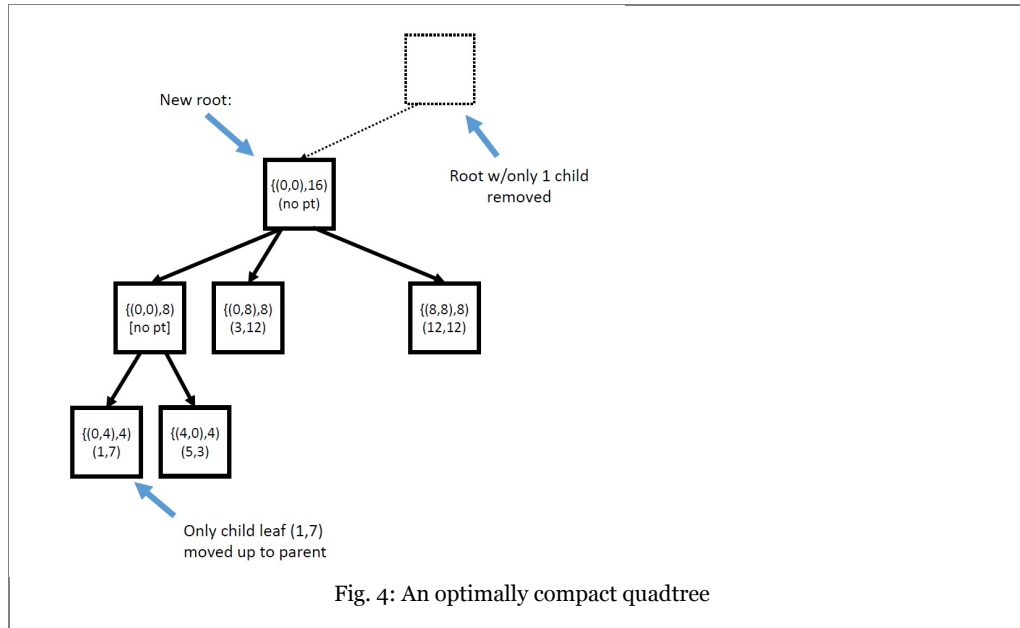 New root:
Root w/only 1 child
removed
{(0,0),16)
(no pt)
{(0,0),8)
[no pt]
{(0,8),8)
(3,12)
{(8,8),8)
(12,12)
{(0,4),4)
(1,7)
{(4,0),4)
(5,3)
Only child leaf (1,7)
moved up to parent
Fig. 4: An optimally compact quadtree